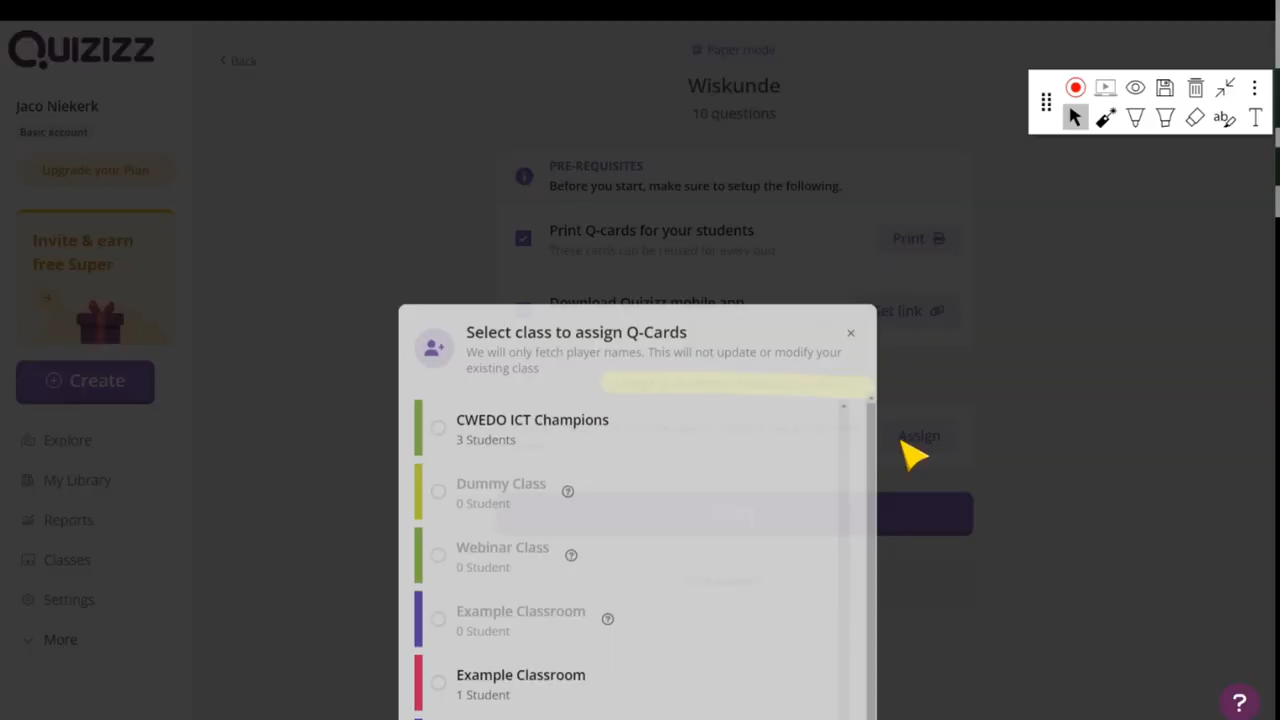 QUIZIZZ
Jaco Niekerk
Basic account
Upgrade your Plan
Invite & earn
free Super
Create
Explore
My Library
Reports
Classes
Settings
More
Back
Paper mode
Wiskunde
10 questions
PRE-REQUISITES
Before you start, make sure to setup the following.
Print Q-cards for your students
These cards can be reused for every quiz
Print
Download Quizizz mobile app
et link
Select class to assign Q-Cards
We will only fetch player names. This will not update or modify your
existing class
CWEDO ICT Champions
3 Students
Dummy Class
0 Student
Webinar Class
0 Student
Example Classroom
0 Student
Example Classroom
1 Student
Assign
ab
T
?